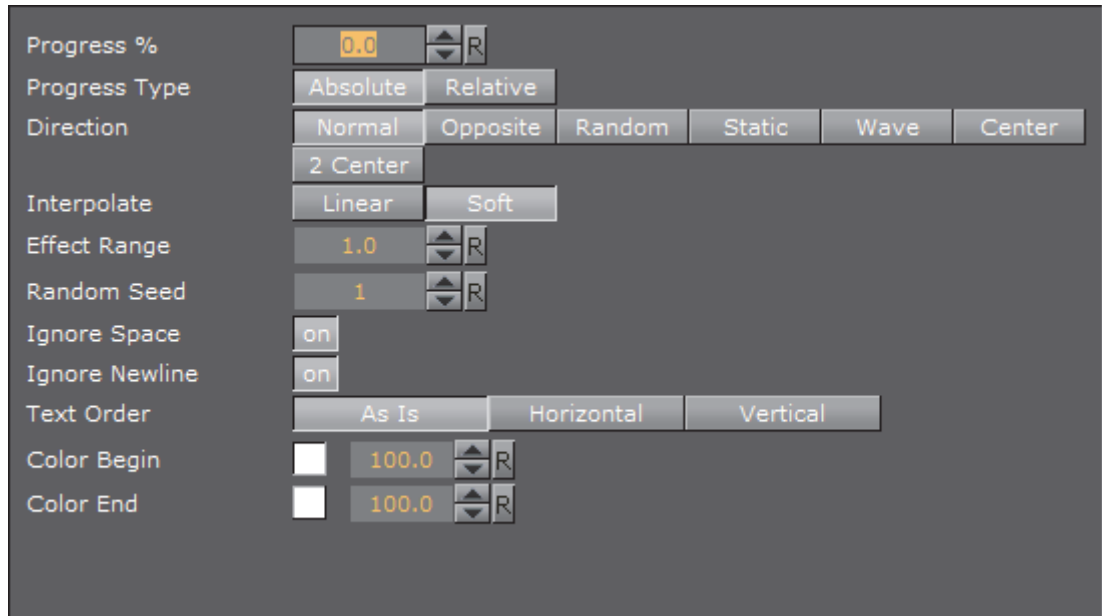 Progress % 0.0 R
Progress Type Absolute Relative
Direction Normal Opposite Random Static Wave Center
2 Center
Interpolate Linear Soft
Effect Range 1.0 R
Random Seed 1 R
Ignore Space on
Ignore Newline on
Text Order As Is Horizontal Vertical
Color Begin 100.0 R
Color End 100.0 R